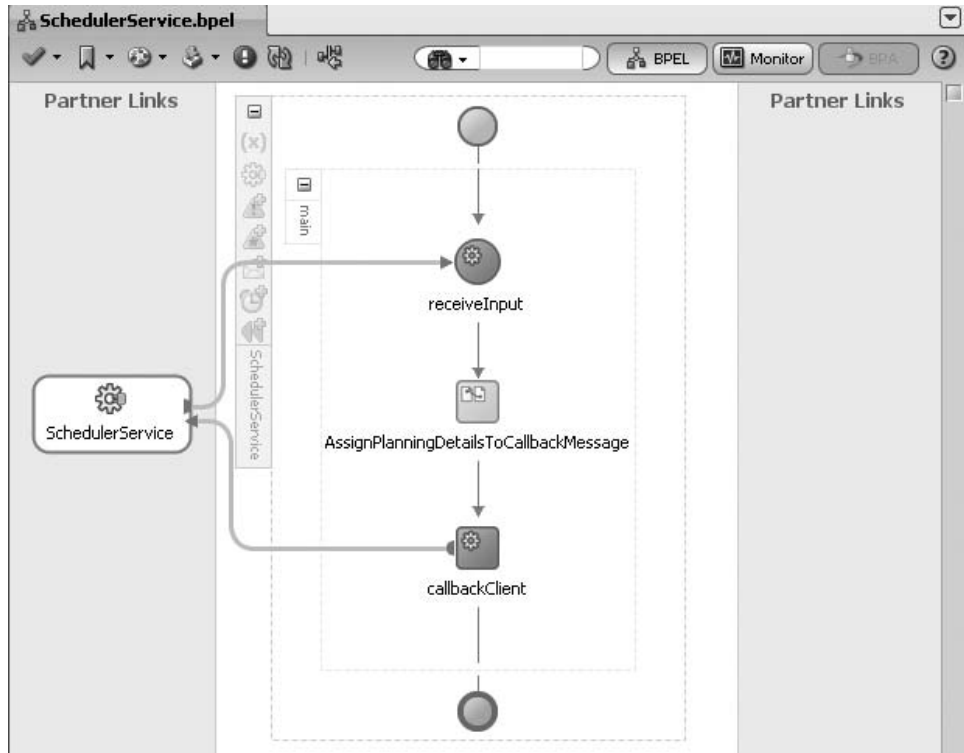 SchedulerService.bpel
BPEL
Monitor
BPA
Partner Links
Partner Links
(x)
main
receiveInput
SchedulerService
SchedulerService
AssignPlanningDetailsToCallbackMessage
callbackClient